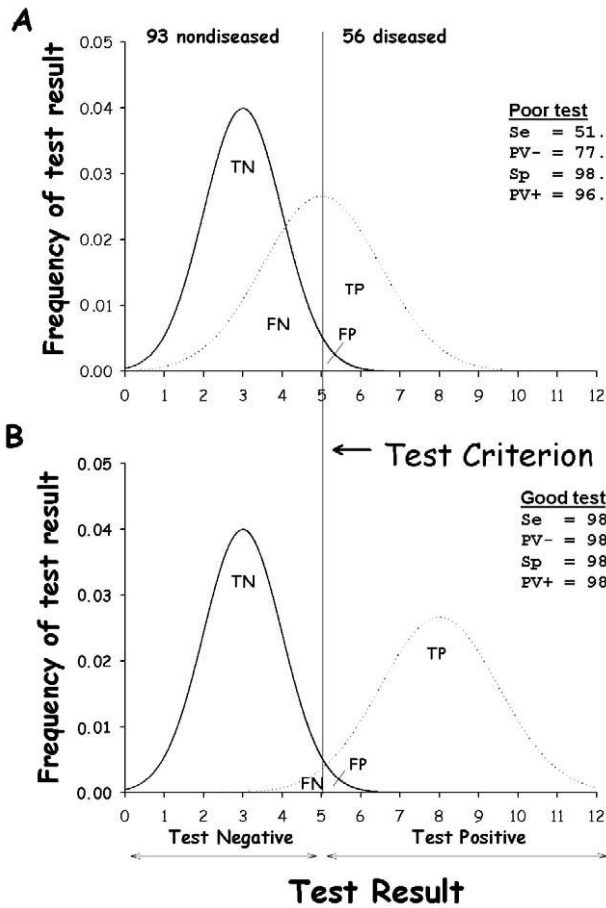 A
93 nondiseased 56 diseased
Frequency of test result
0.05
0.04
0.03
0.02
0.01
0.00
TN
FN
TP
FP
Poor test
Se = 51.
PV- = 77.
Sp = 98.
PV+ = 96.
0 1 2 3 4 5 6 7 8 9 10 11 12
← Test Criterion
B
Frequency of test result
0.05
0.04
0.03
0.02
0.01
0.00
TN
FN
FP
TP
Good test
Se = 98
PV- = 98
Sp = 98
PV+ = 98
0 1 2 3 4 5 6 7 8 9 10 11 12
Test Negative Test Positive
Test Result